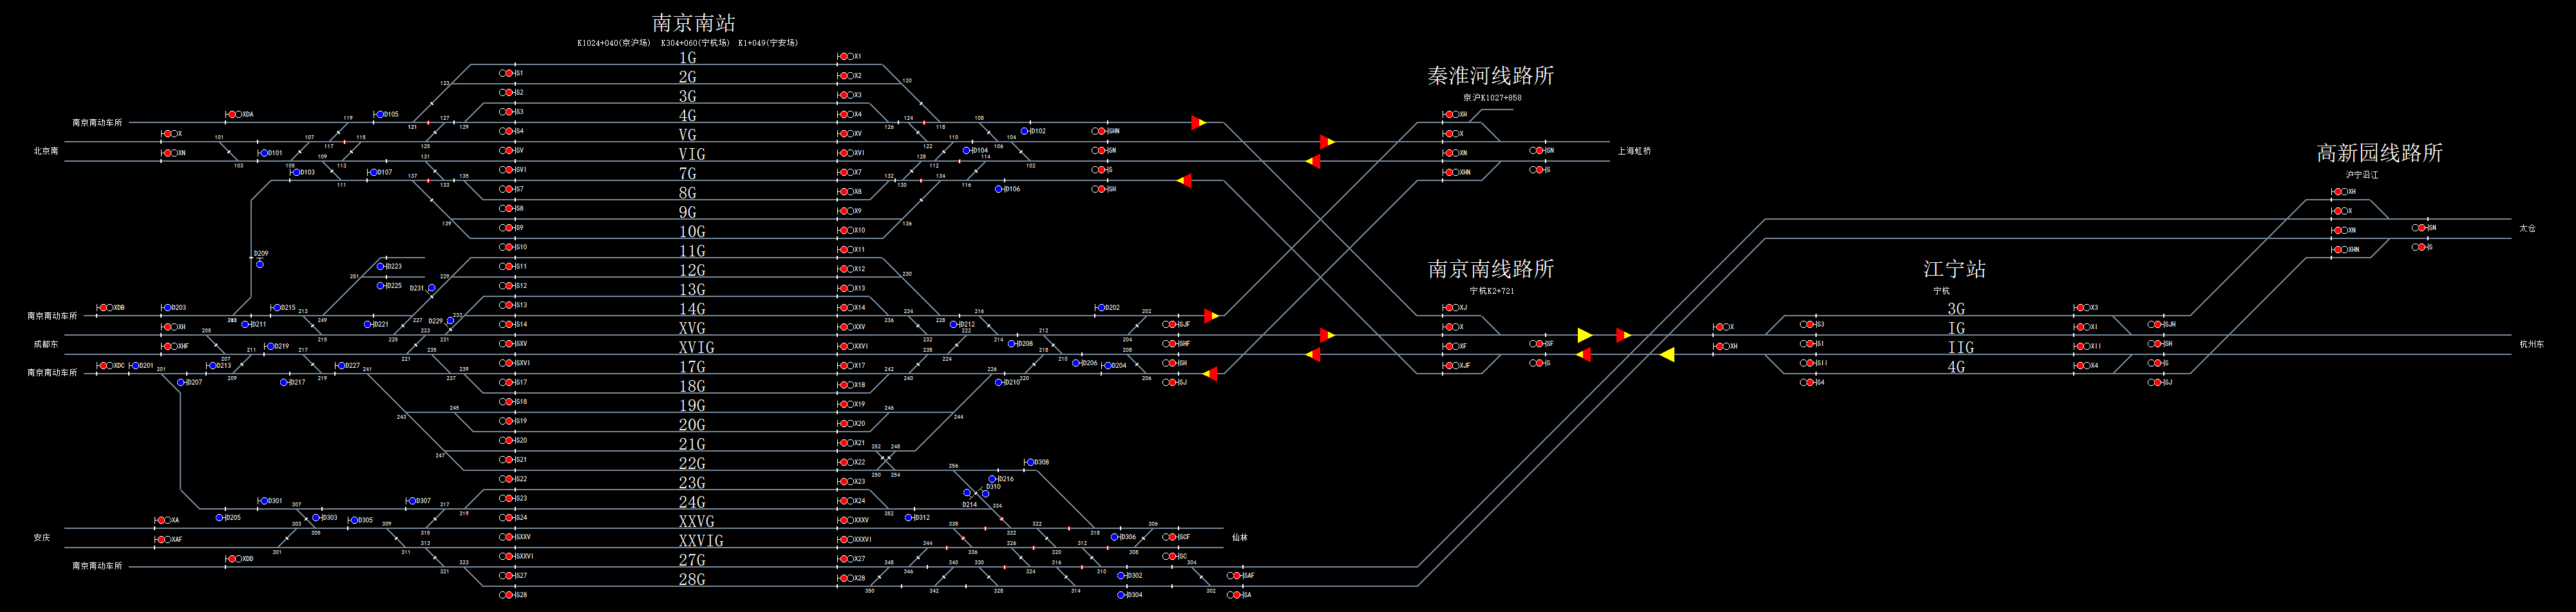 南京南站
K1024+040(京沪场) K304+060(宁杭场) K1+049(宁安场)
1G
2G
3G
4G
VG
VIG
7G
8G
9G
10G
11G
12G
13G
14G
XVG
XVIG
17G
18G
19G
20G
21G
22G
23G
24G
XXVG
XXVIG
27G
28G
南京南动车所
北京南
南京南动车所
成都东
南京南动车所
安庆
南京南动车所
XDA
X
XN
XDB
XH
XHF
XDC
XA
XAF
XDD
D105
D101
D103
D107
D209
D223
D225
D231
D229
D203
D215
D211
D221
D219
D201
D213
D227
D207
D217
D301
D307
D205
D303
D305
119
121
127
129
123
101
107
115
117
125
103
105
109
113
131
111
137
133
135
139
251
229
233
203
213
249
227
205
217
215
225
223
231
207
211
221
235
201
209
219
241
237
239
243
245
247
307
317
319
303
305
309
315
301
311
313
321
323
S1
S2
S3
S4
SV
SVI
S7
S8
S9
S10
S11
S12
S13
S14
SXV
SXVI
S17
S18
S19
S20
S21
S22
S23
S24
SXXV
SXXVI
S27
S28
X1
X2
X3
X4
XV
XVI
X7
X8
X9
X10
X11
X12
X13
X14
XXV
XXVI
X17
X18
X19
X20
X21
X22
X23
X24
XXXV
XXXVI
X27
X28
120
126
124
118
108
122
110
104
106
128
112
114
102
132
130
134
116
136
D102
D104
D106
SHN
SN
S
SH
230
236
234
228
216
202
232
222
214
212
204
238
224
218
210
208
242
240
226
220
206
246
244
252
248
250
254
256
D202
D212
D208
D206
D204
D210
SJF
SHF
SH
SJ
D308
D216
D310
D214
D312
D306
D302
D304
352
334
338
332
322
318
306
344
336
326
320
312
308
348
346
340
330
324
316
310
304
350
342
328
314
302
SCF
SC
SAF
SA
仙林
秦淮河线路所
京沪K1027+858
XH
X
XN
XHN
SN
S
上海虹桥
南京南线路所
宁杭K2+721
XJ
X
XF
XJF
SF
S
江宁站
宁杭
3G
IG
IIG
4G
X
XH
S3
SI
SII
S4
X3
XI
XII
X4
SJH
SH
S
SJ
杭州东
高新园线路所
沪宁沿江
XH
X
XN
XHN
SN
S
太仓